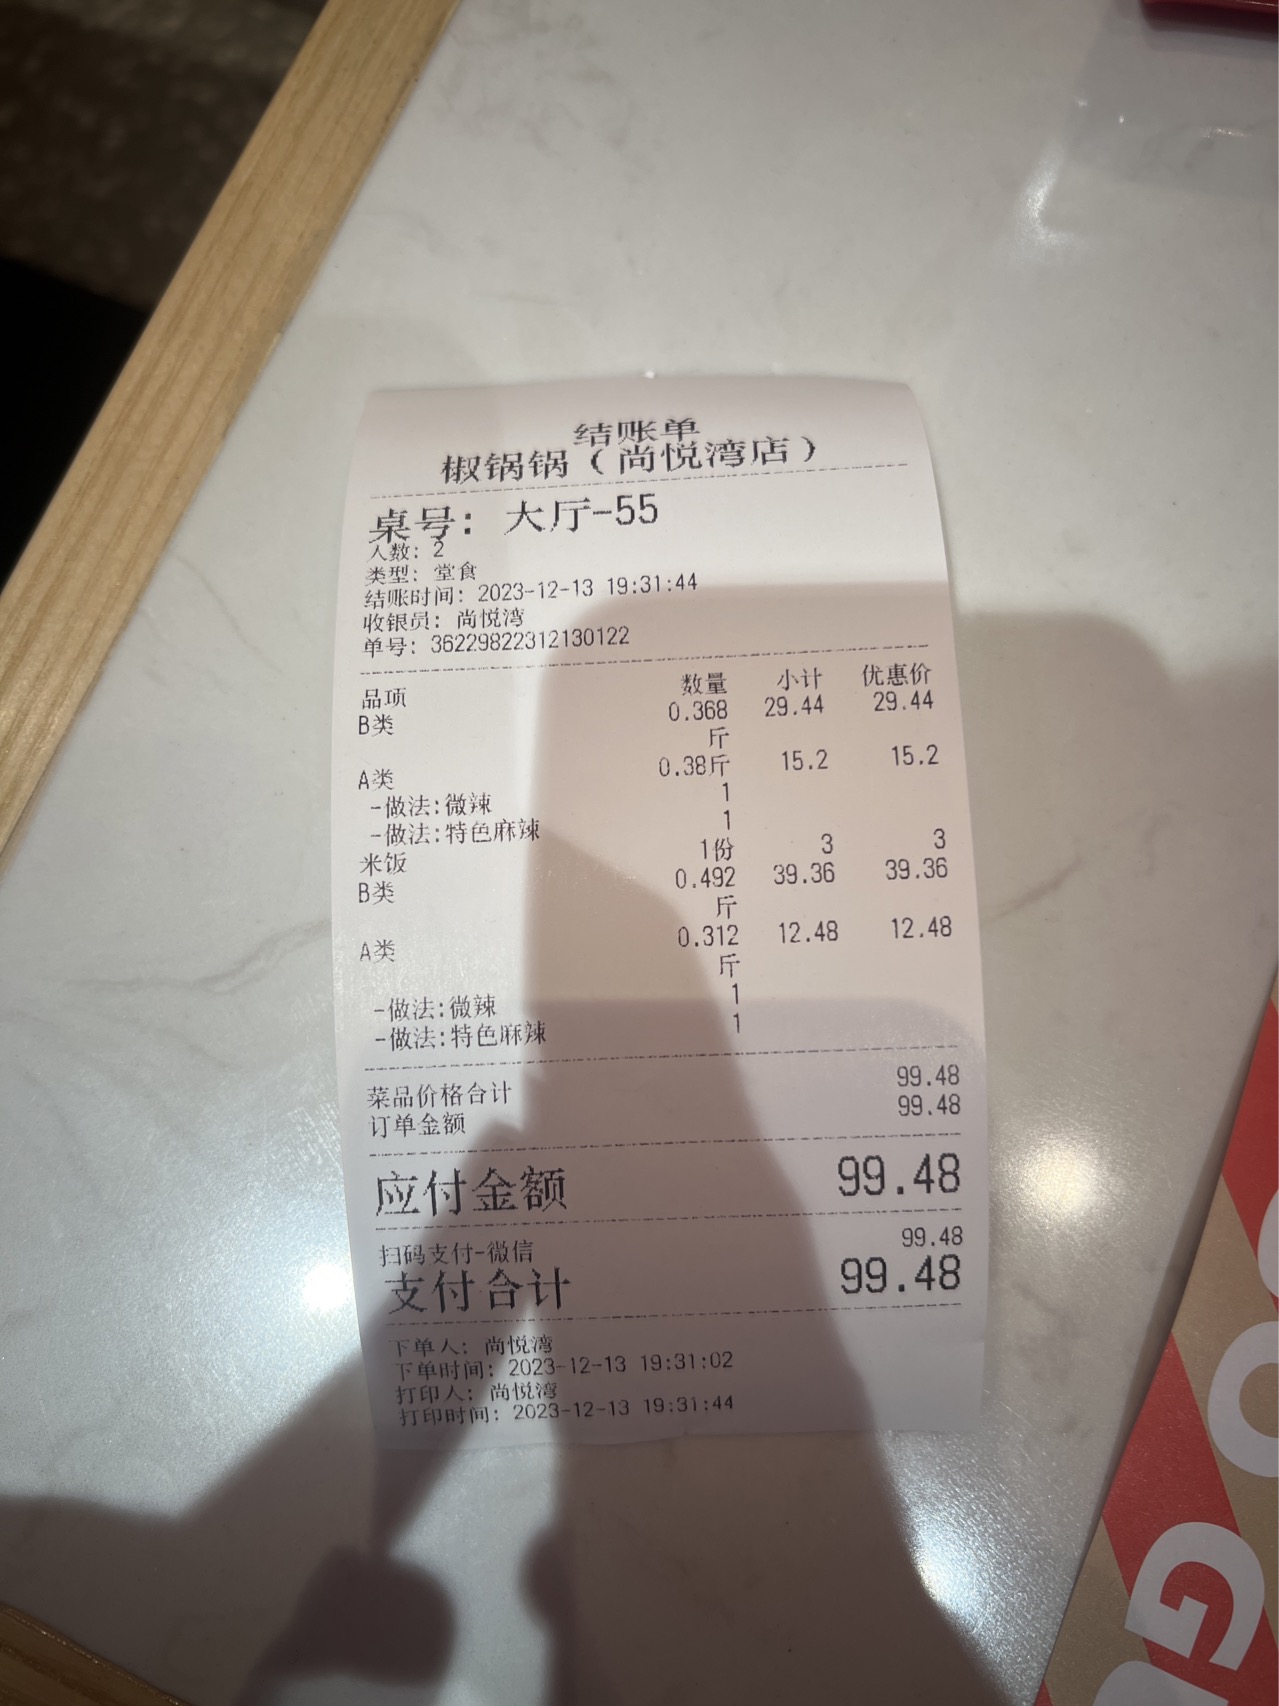 结账单
椒锅锅（尚悦湾店）
桌号: 大厅-55
人数: 2
类型: 堂食
结账时间: 2023-12-13 19:31:44
收银员: 尚悦湾
单号: 36229822312130122
品项 数量 小计 优惠价
B类 0.368 29.44 29.44
斤
A类 0.38斤 15.2 15.2
-做法:微辣 1
-做法:特色麻辣 1
米饭 1份 3 3
B类 0.492 39.36 39.36
斤
A类 0.312 12.48 12.48
斤
-做法:微辣 1
-做法:特色麻辣 1
菜品价格合计 99.48
订单金额 99.48
应付金额 99.48
扫码支付-微信 99.48
支付合计 99.48
下单人: 尚悦湾
下单时间: 2023-12-13 19:31:02
打印人: 尚悦湾
打印时间: 2023-12-13 19:31:44